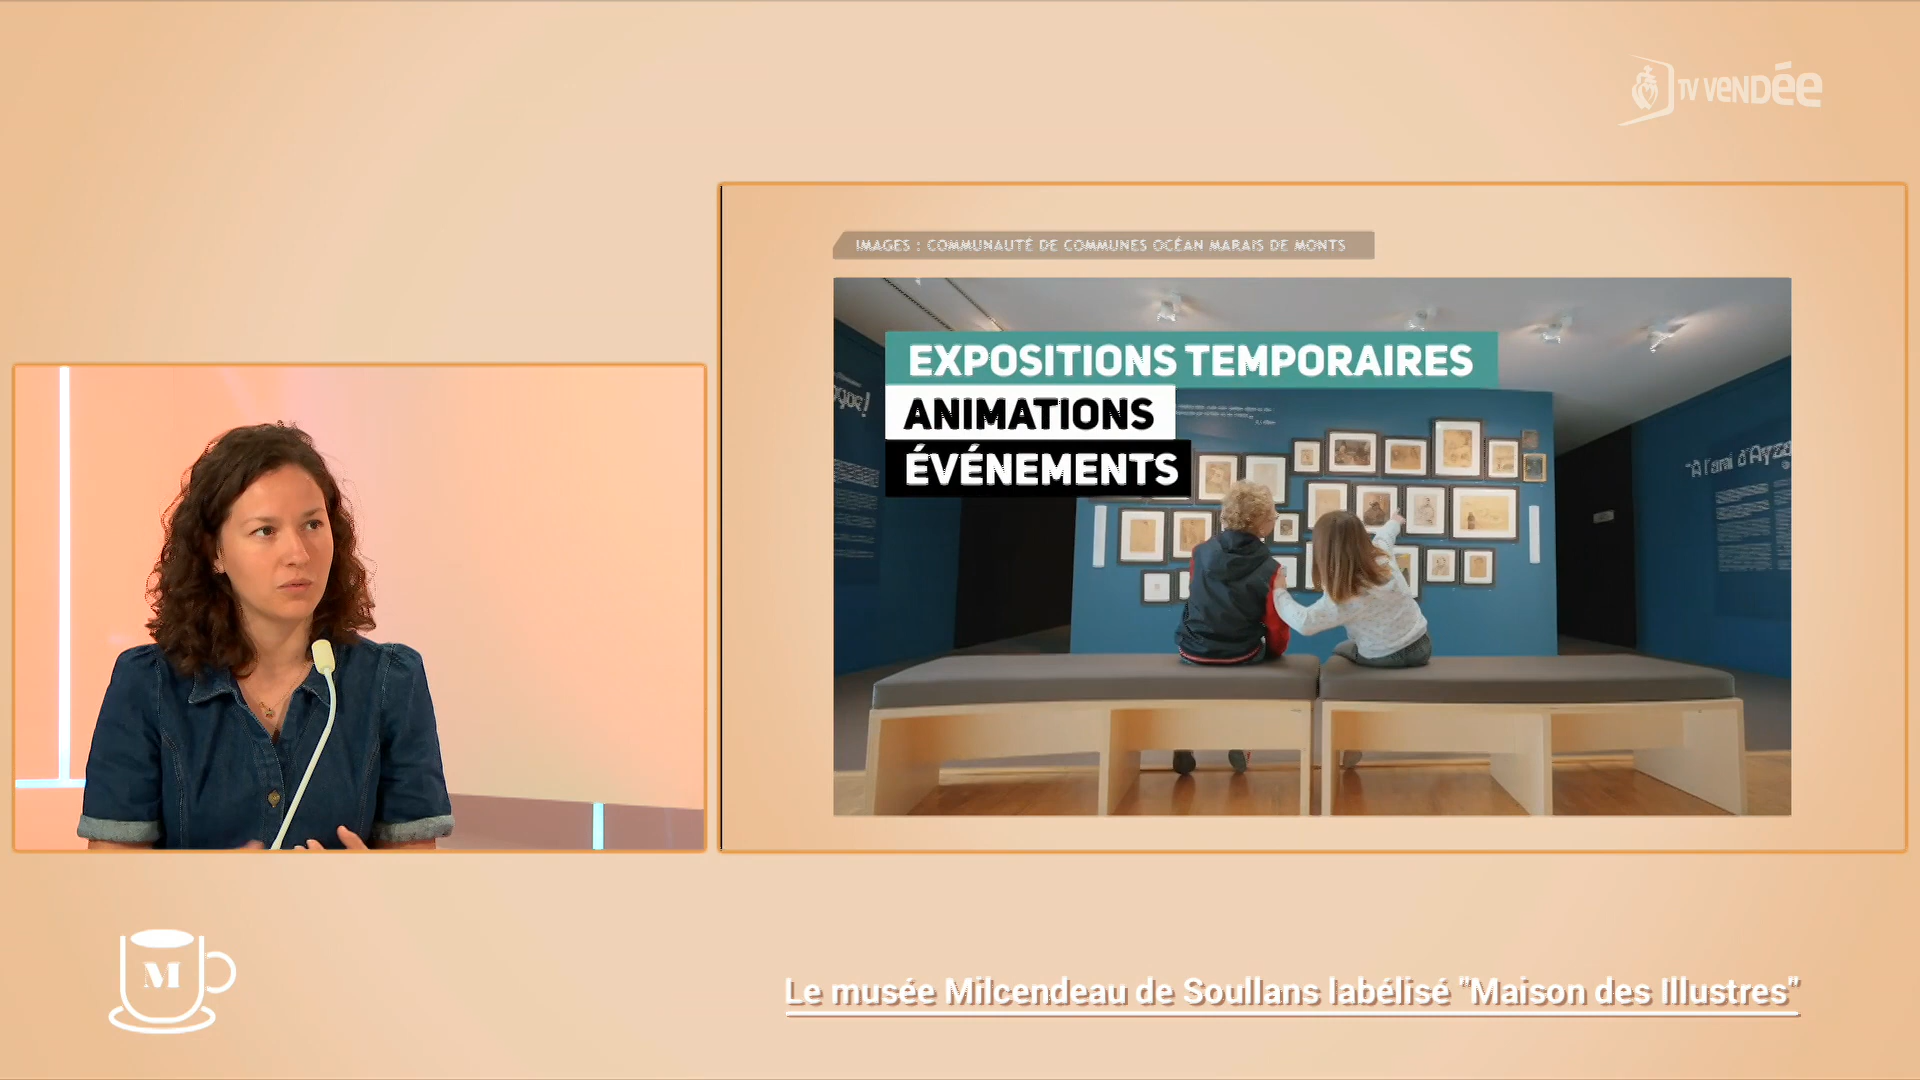 TV VENDÉE
IMAGES : COMMUNAUTÉ DE COMMUNES OCÉAN MARAIS DE MONTS
EXPOSITIONS TEMPORAIRES
ANIMATIONS
ÉVÉNEMENTS
"À l'ami d'Ayza
M
Le musée Milcendeau de Soullans labélisé "Maison des Illustres"